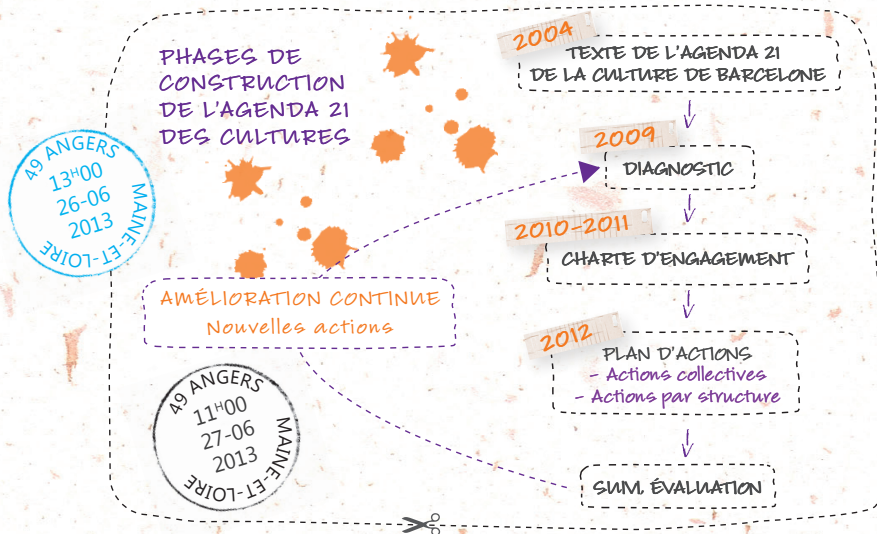 PHASES DE
CONSTRUCTION
DE L'AGENDA 21
DES CULTURES
2004
TEXTE DE L'AGENDA 21
DE LA CULTURE DE BARCELONE
2009
DIAGNOSTIC
2010-2011
CHARTE D'ENGAGEMENT
2012
PLAN D'ACTIONS
- Actions collectives
- Actions par structure
SUIVI, ÉVALUATION
AMÉLIORATION CONTINUE
Nouvelles actions
49 ANGERS
13H00
26-06
2013
MAINE-ET-LOIRE
49 ANGERS
11H00
27-06
2013
MAINE-ET-LOIRE